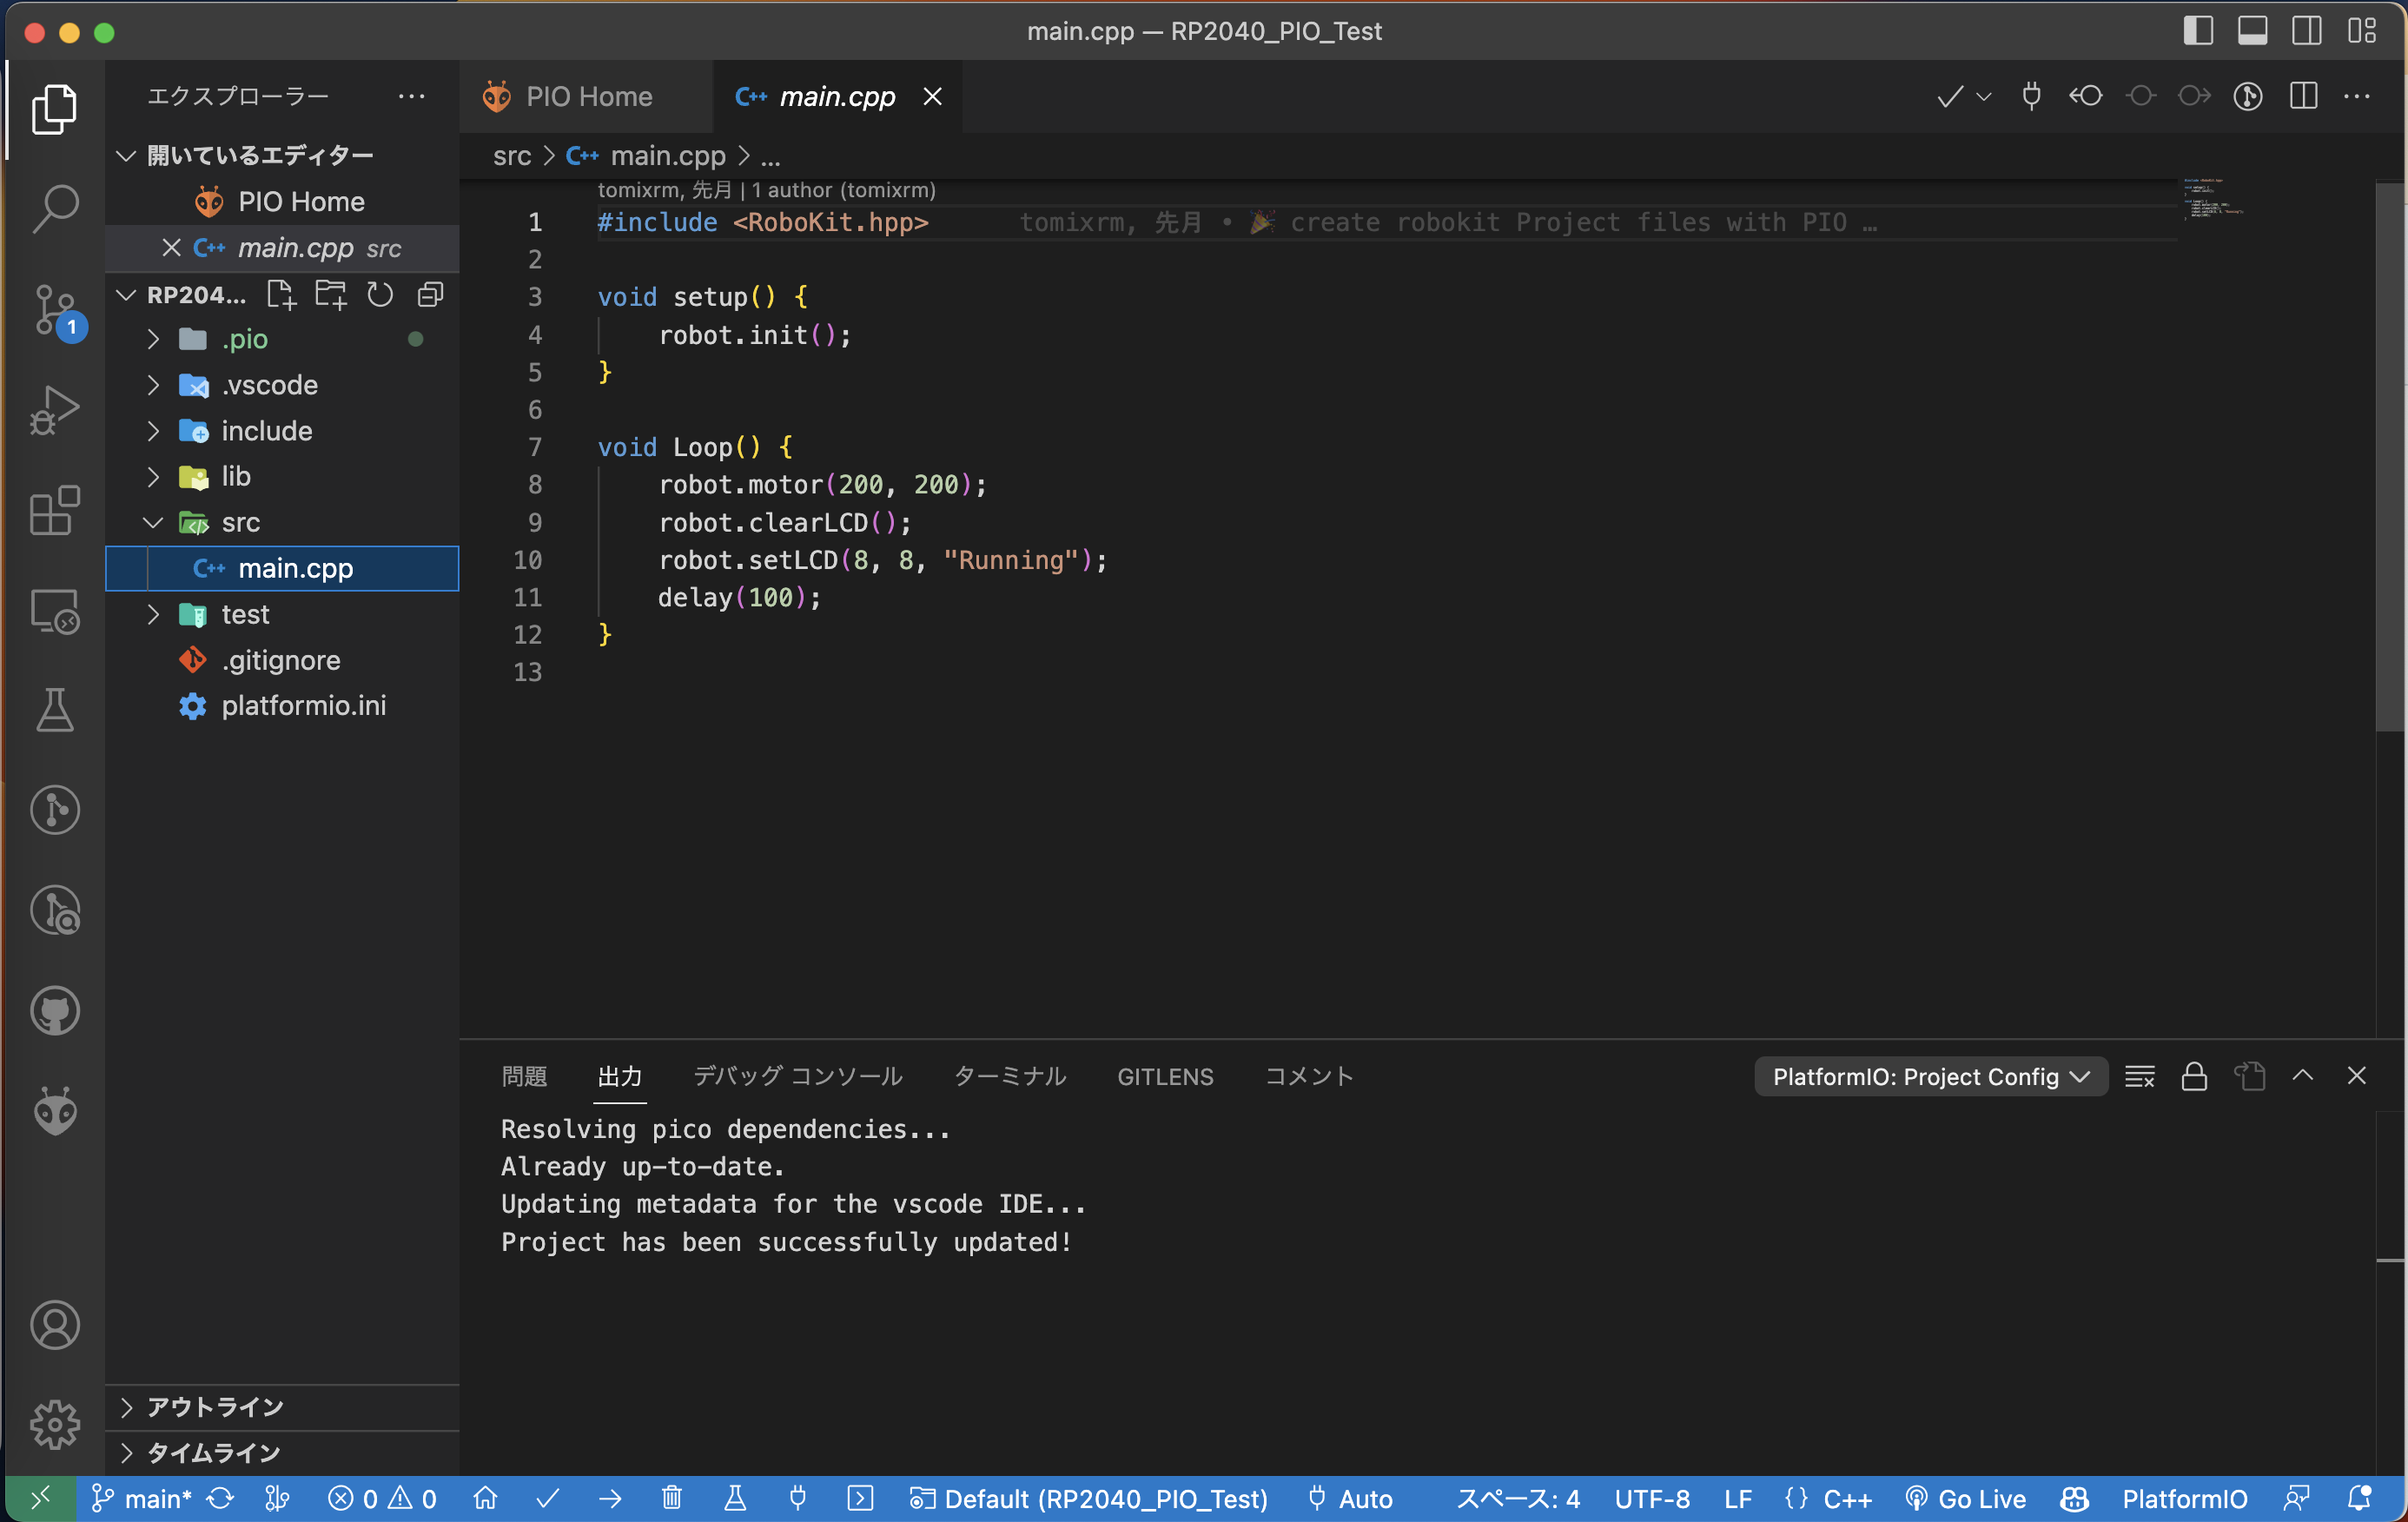 main.cpp — RP2040_PIO_Test
エクスプローラー
開いているエディター
PIO Home
main.cpp src
RP204...
.pio
.vscode
include
lib
src
main.cpp
test
.gitignore
platformio.ini
アウトライン
タイムライン
1
PIO Home
main.cpp
src > main.cpp > ...
tomixrm, 先月 | 1 author (tomixrm)
1 #include <RoboKit.hpp> tomixrm, 先月 • 🎉 create robokit Project files with PIO …
2
3 void setup() {
4 robot.init();
5 }
6
7 void Loop() {
8 robot.motor(200, 200);
9 robot.clearLCD();
10 robot.setLCD(8, 8, "Running");
11 delay(100);
12 }
13
問題 出力 デバッグ コンソール ターミナル GITLENS コメント PlatformIO: Project Config
Resolving pico dependencies...
Already up-to-date.
Updating metadata for the vscode IDE...
Project has been successfully updated!
main* 0 0 Default (RP2040_PIO_Test) Auto スペース: 4 UTF-8 LF {} C++ Go Live PlatformIO